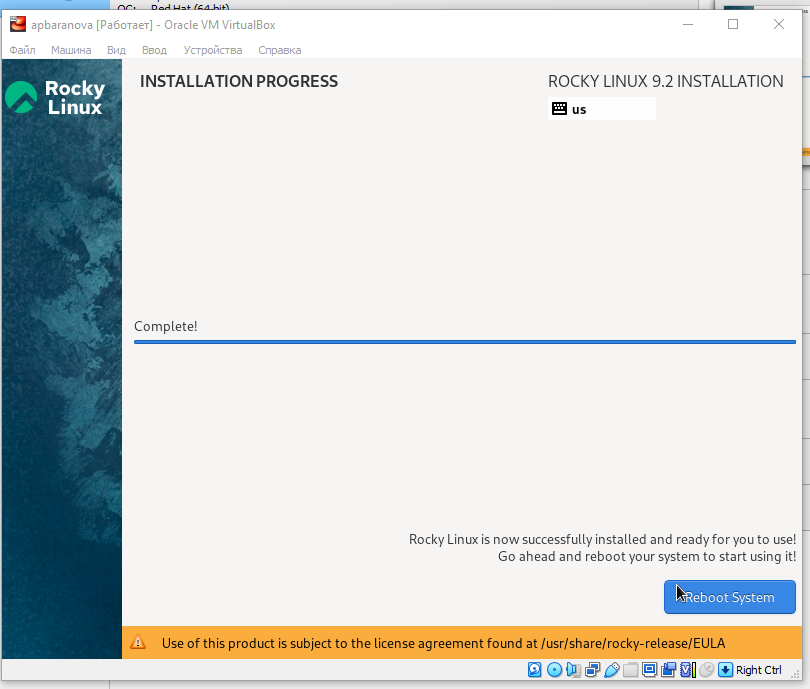 ОС: Red Hat (64-bit)
apbaranova [Работает] - Oracle VM VirtualBox
Файл Машина Вид Ввод Устройства Справка
Rocky
Linux
INSTALLATION PROGRESS
ROCKY LINUX 9.2 INSTALLATION
us
Complete!
Rocky Linux is now successfully installed and ready for you to use!
Go ahead and reboot your system to start using it!
Reboot System
Use of this product is subject to the license agreement found at /usr/share/rocky-release/EULA
Right Ctrl